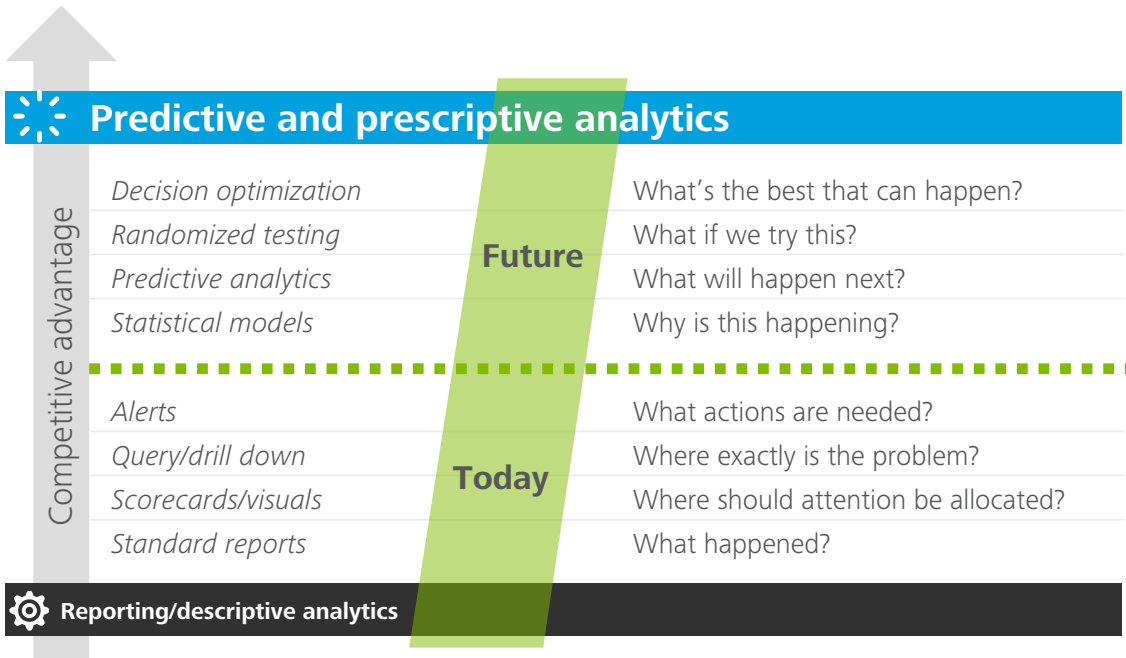 Predictive and prescriptive analytics
Competitive advantage
Decision optimization What's the best that can happen?
Randomized testing What if we try this?
Future
Predictive analytics What will happen next?
Statistical models Why is this happening?
Alerts What actions are needed?
Query/drill down Where exactly is the problem?
Today
Scorecards/visuals Where should attention be allocated?
Standard reports What happened?
Reporting/descriptive analytics